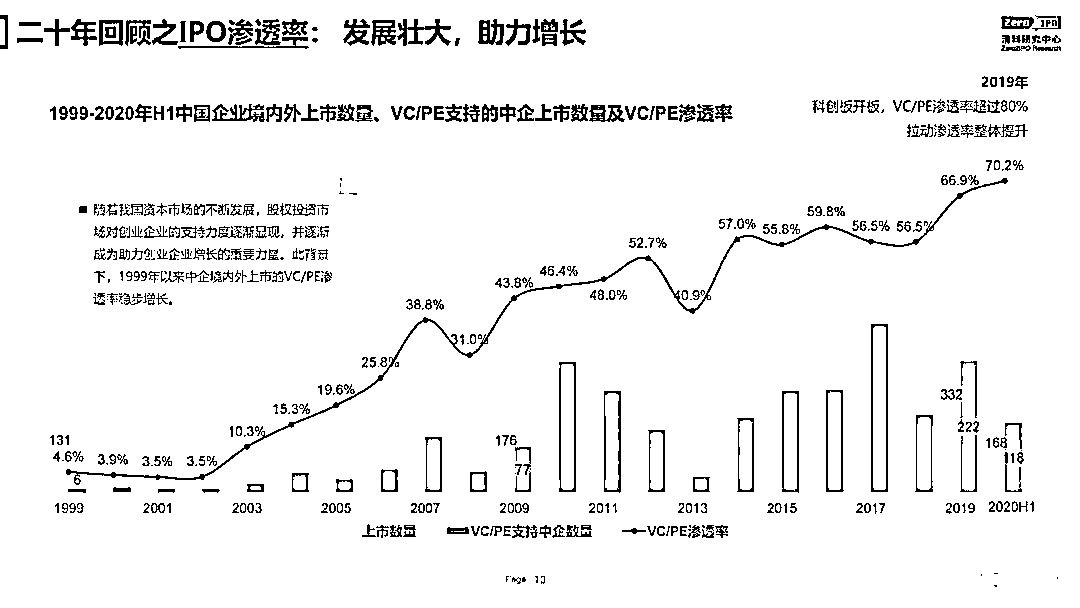 二十年回顾之IPO渗透率： 发展壮大，助力增长
Zero IPO
清科研究中心
Zero2IPO Research
2019年
科创板开板，VC/PE渗透率超过80%
拉动渗透率整体提升
1999-2020年H1中国企业境内外上市数量、VC/PE支持的中企上市数量及VC/PE渗透率
■ 随着我国资本市场的不断发展，股权投资市
场对创业企业的支持力度逐渐显现，并逐渐
成为助力创业企业增长的重要力量。此背景
下，1999年以来中企境内外上市的VC/PE渗
透率稳步增长。
70.2%
66.9%
59.8%
57.0%
55.8%
56.5%
56.5%
52.7%
46.4%
48.0%
43.8%
40.9%
38.8%
31.0%
25.8%
19.6%
15.3%
10.3%
131
4.6%
3.9%
3.5%
3.5%
6
176
77
332
222
168
118
1999
2001
2003
2005
2007
2009
2011
2013
2015
2017
2019
2020H1
上市数量
VC/PE支持中企数量
VC/PE渗透率
Page 10